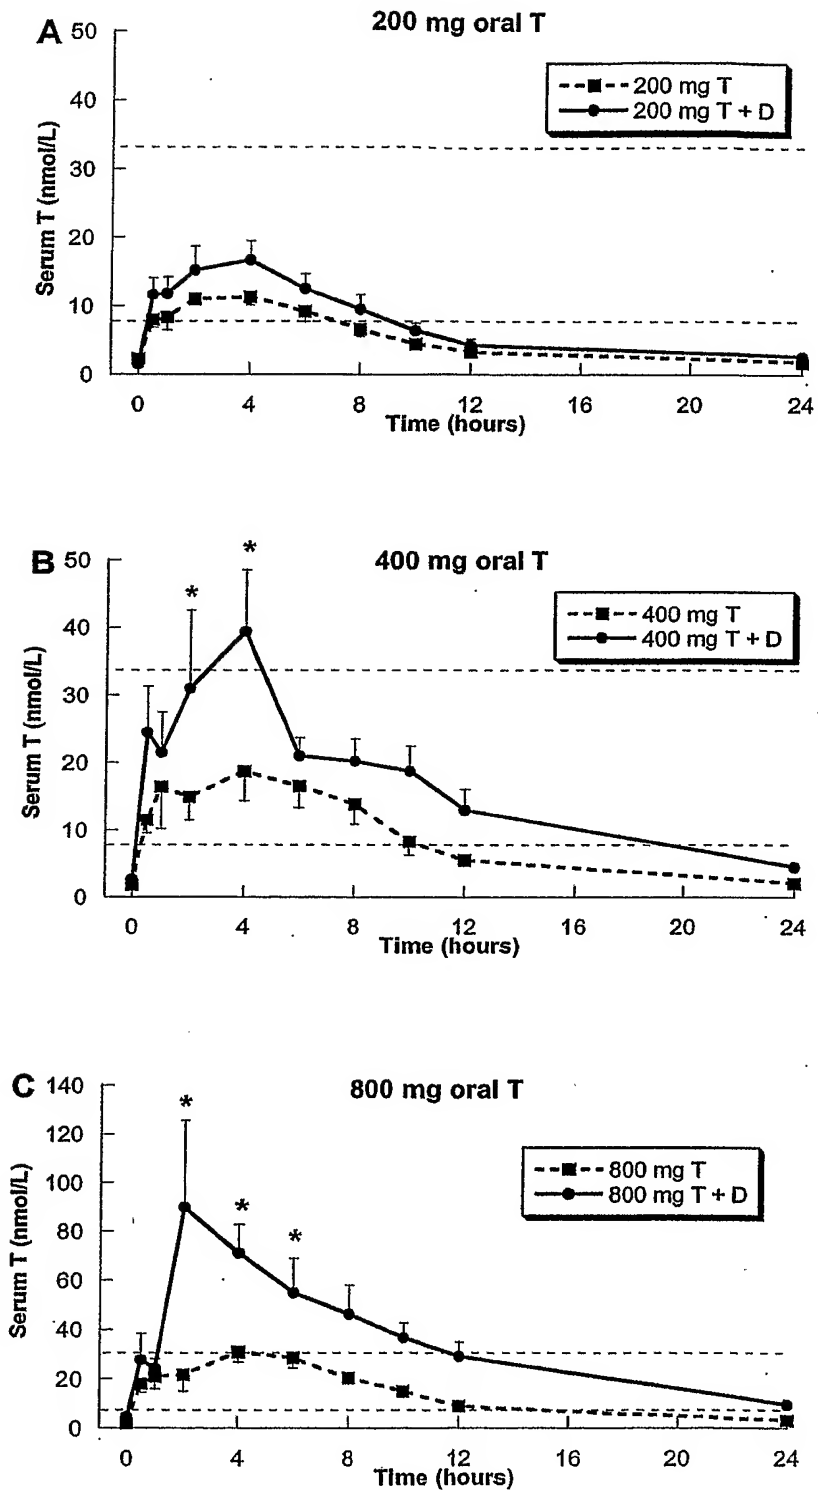 A
200 mg oral T
50
40
30
20
10
0
Serum T (nmol/L)
200 mg T
200 mg T + D
0 4 8 12 16 20 24
Time (hours)
B
400 mg oral T
50
40
30
20
10
0
Serum T (nmol/L)
* *
400 mg T
400 mg T + D
0 4 8 12 16 20 24
Time (hours)
C
800 mg oral T
140
120
100
80
60
40
20
0
Serum T (nmol/L)
* * *
800 mg T
800 mg T + D
0 4 8 12 16 20 24
Time (hours)